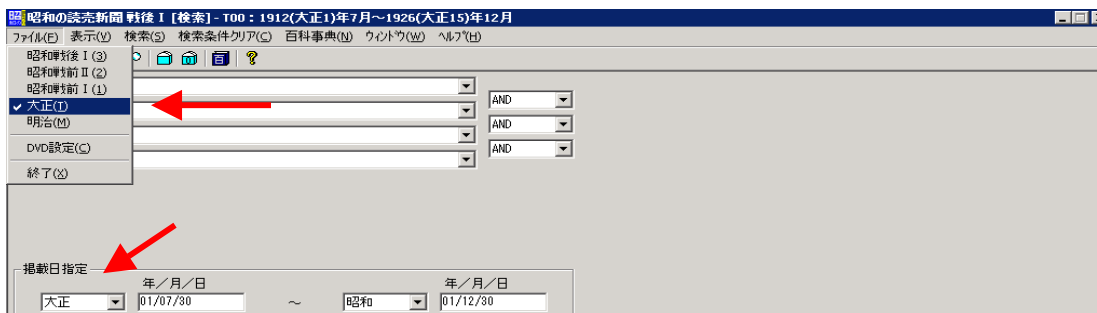 昭和の読売新聞 戦後Ⅰ [検索] - T00 : 1912(大正1)年7月～1926(大正15)年12月
ファイル(F) 表示(V) 検索(S) 検索条件クリア(C) 百科事典(N) ウィンドウ(W) ヘルプ(H)
昭和戦後Ⅰ(3)
昭和戦前Ⅱ(2)
昭和戦前Ⅰ(1)
大正(T)
明治(M)
DVD設定(C)
終了(X)
AND
AND
AND
掲載日指定
年／月／日 年／月／日
大正 01/07/30 ～ 昭和 01/12/30